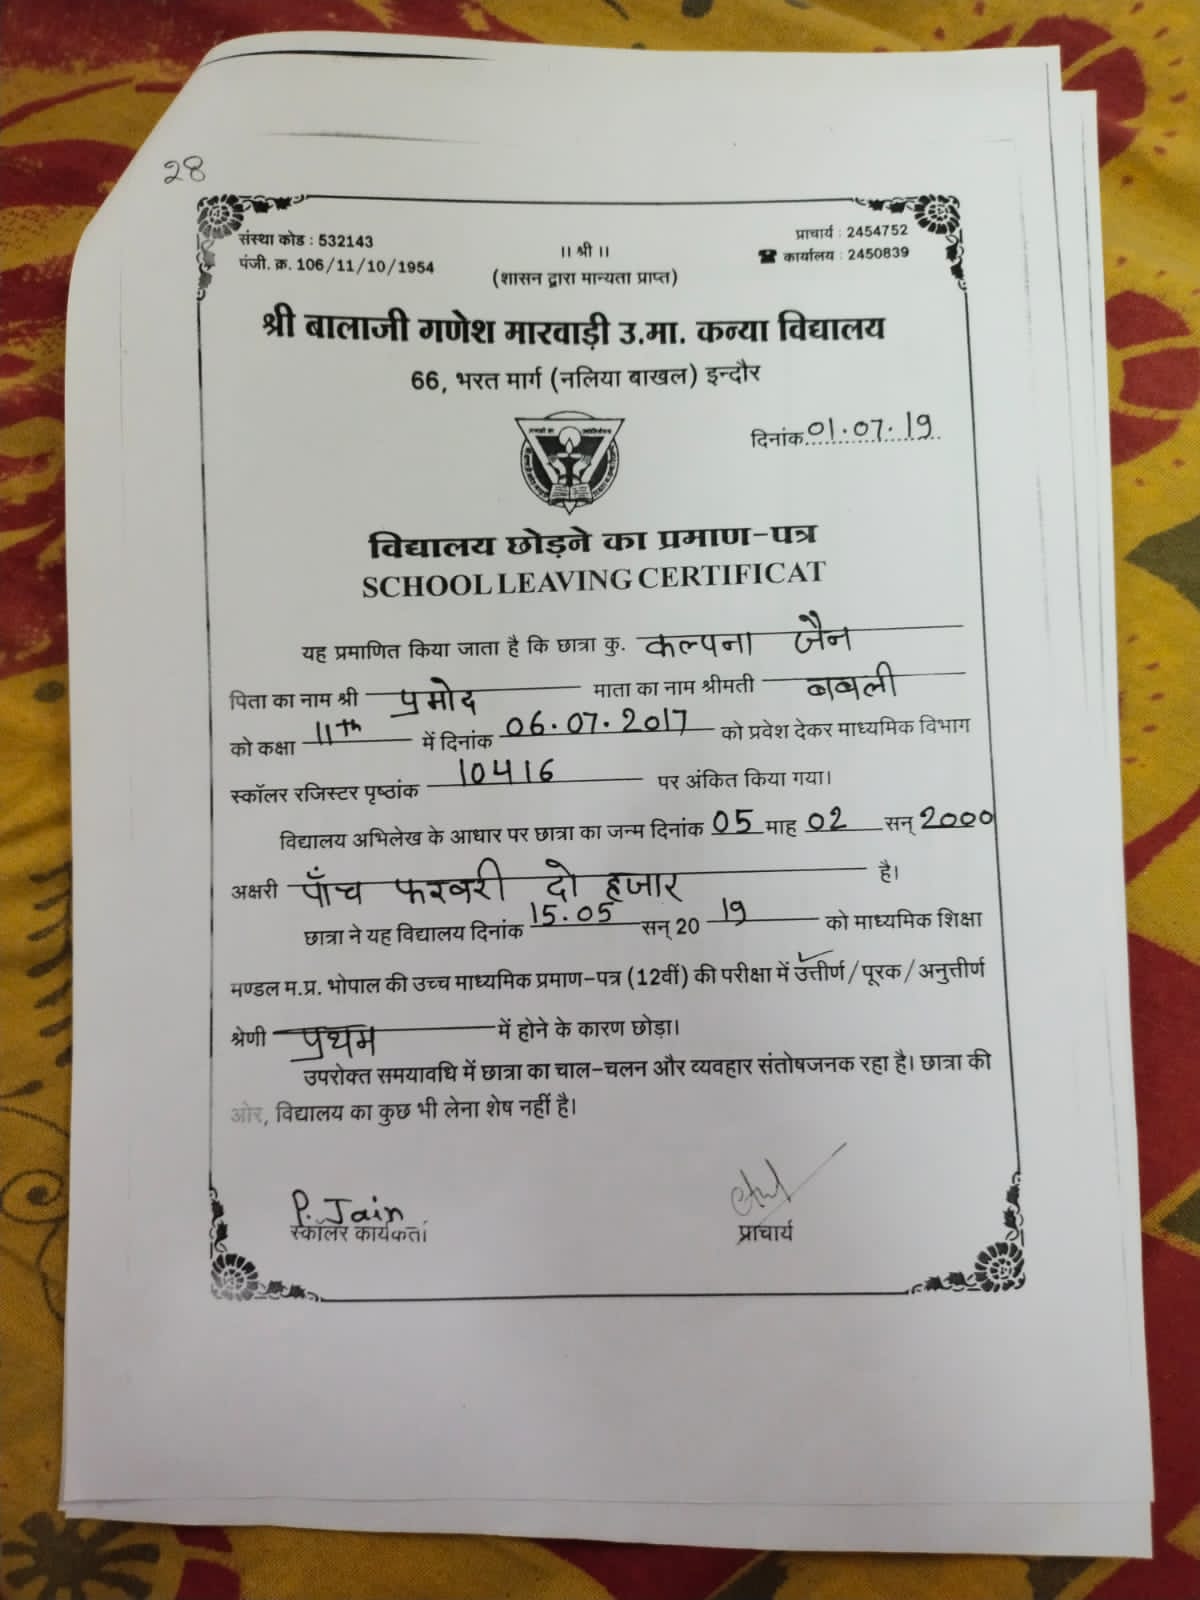 28
संस्था कोड : 532143
पंजी. क्र. 106/11/10/1954
।। श्री ।।
(शासन द्वारा मान्यता प्राप्त)
प्राचार्य : 2454752
☎ कार्यालय : 2450839
श्री बालाजी गणेश मारवाड़ी उ.मा. कन्या विद्यालय
66, भरत मार्ग (नलिया बाखल) इन्दौर
दिनांक 01.07.19
विद्यालय छोड़ने का प्रमाण-पत्र
SCHOOL LEAVING CERTIFICAT
यह प्रमाणित किया जाता है कि छात्रा कु. कल्पना जैन
पिता का नाम श्री प्रमोद माता का नाम श्रीमती बबली
को कक्षा 11th में दिनांक 06.07.2017 को प्रवेश देकर माध्यमिक विभाग
स्कॉलर रजिस्टर पृष्ठांक 10416 पर अंकित किया गया।
विद्यालय अभिलेख के आधार पर छात्रा का जन्म दिनांक 05 माह 02 सन् 2000
अक्षरी पाँच फरवरी दो हजार है।
छात्रा ने यह विद्यालय दिनांक 15.05 सन् 20 19 को माध्यमिक शिक्षा
मण्डल म.प्र. भोपाल की उच्च माध्यमिक प्रमाण-पत्र (12वीं) की परीक्षा में उत्तीर्ण/पूरक/अनुत्तीर्ण
श्रेणी प्रथम में होने के कारण छोड़ा।
उपरोक्त समयावधि में छात्रा का चाल-चलन और व्यवहार संतोषजनक रहा है। छात्रा की
ओर, विद्यालय का कुछ भी लेना शेष नहीं है।
P. Jain
स्कॉलर कार्यकर्ता
प्राचार्य